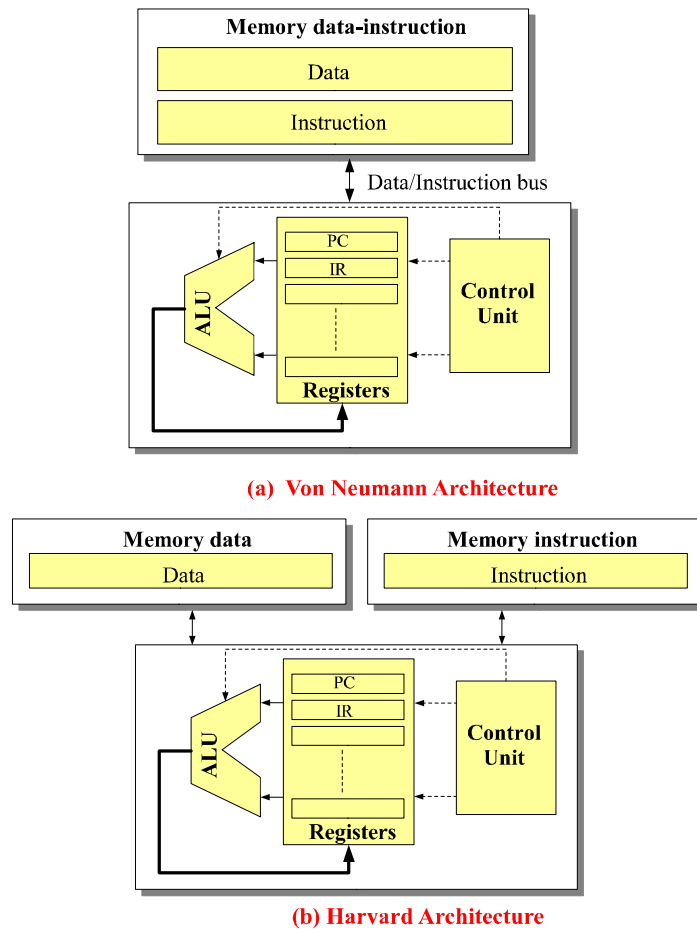 Memory data-instruction
Data
Instruction
Data/Instruction bus
PC
IR
ALU
Control
Unit
Registers
(a) Von Neumann Architecture
Memory data
Data
Memory instruction
Instruction
PC
IR
ALU
Control
Unit
Registers
(b) Harvard Architecture